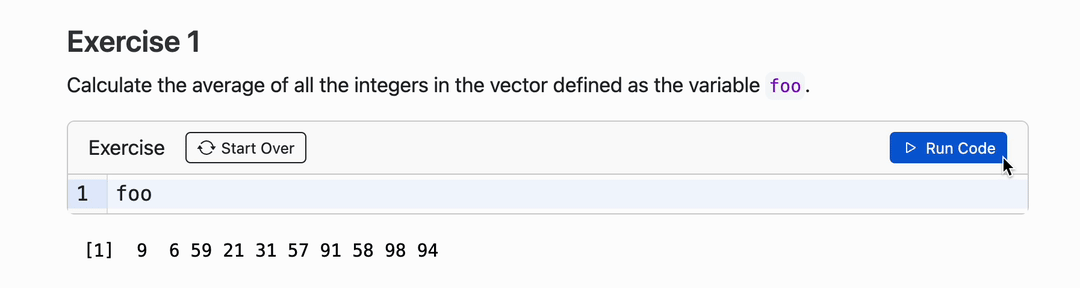 Exercise 1
Calculate the average of all the integers in the vector defined as the variable foo.
Exercise Start Over Run Code
1 foo
[1]  9  6 59 21 31 57 91 58 98 94